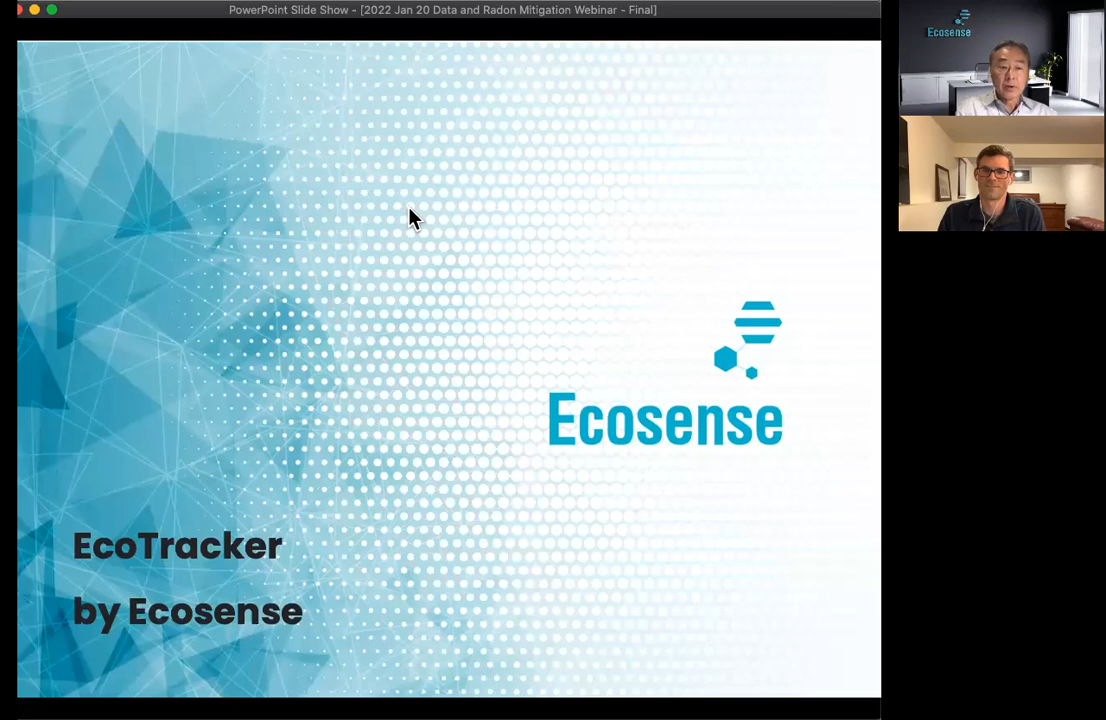 PowerPoint Slide Show - [2022 Jan 20 Data and Radon Mitigation Webinar - Final]
Ecosense
Ecosense
EcoTracker
by Ecosense